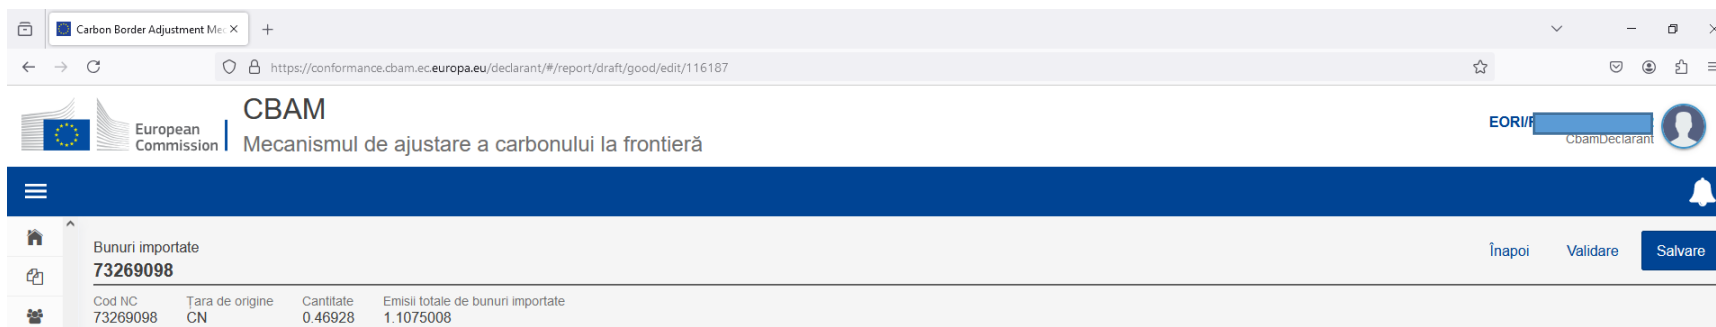 Carbon Border Adjustment Mec
https://conformance.cbam.ec.europa.eu/declarant/#/report/draft/good/edit/116187
European
Commission
CBAM
Mecanismul de ajustare a carbonului la frontieră
EORI/
CbamDeclarant
Bunuri importate
73269098
Înapoi Validare Salvare
Cod NC Țara de origine Cantitate Emisii totale de bunuri importate
73269098 CN 0.46928 1.1075008